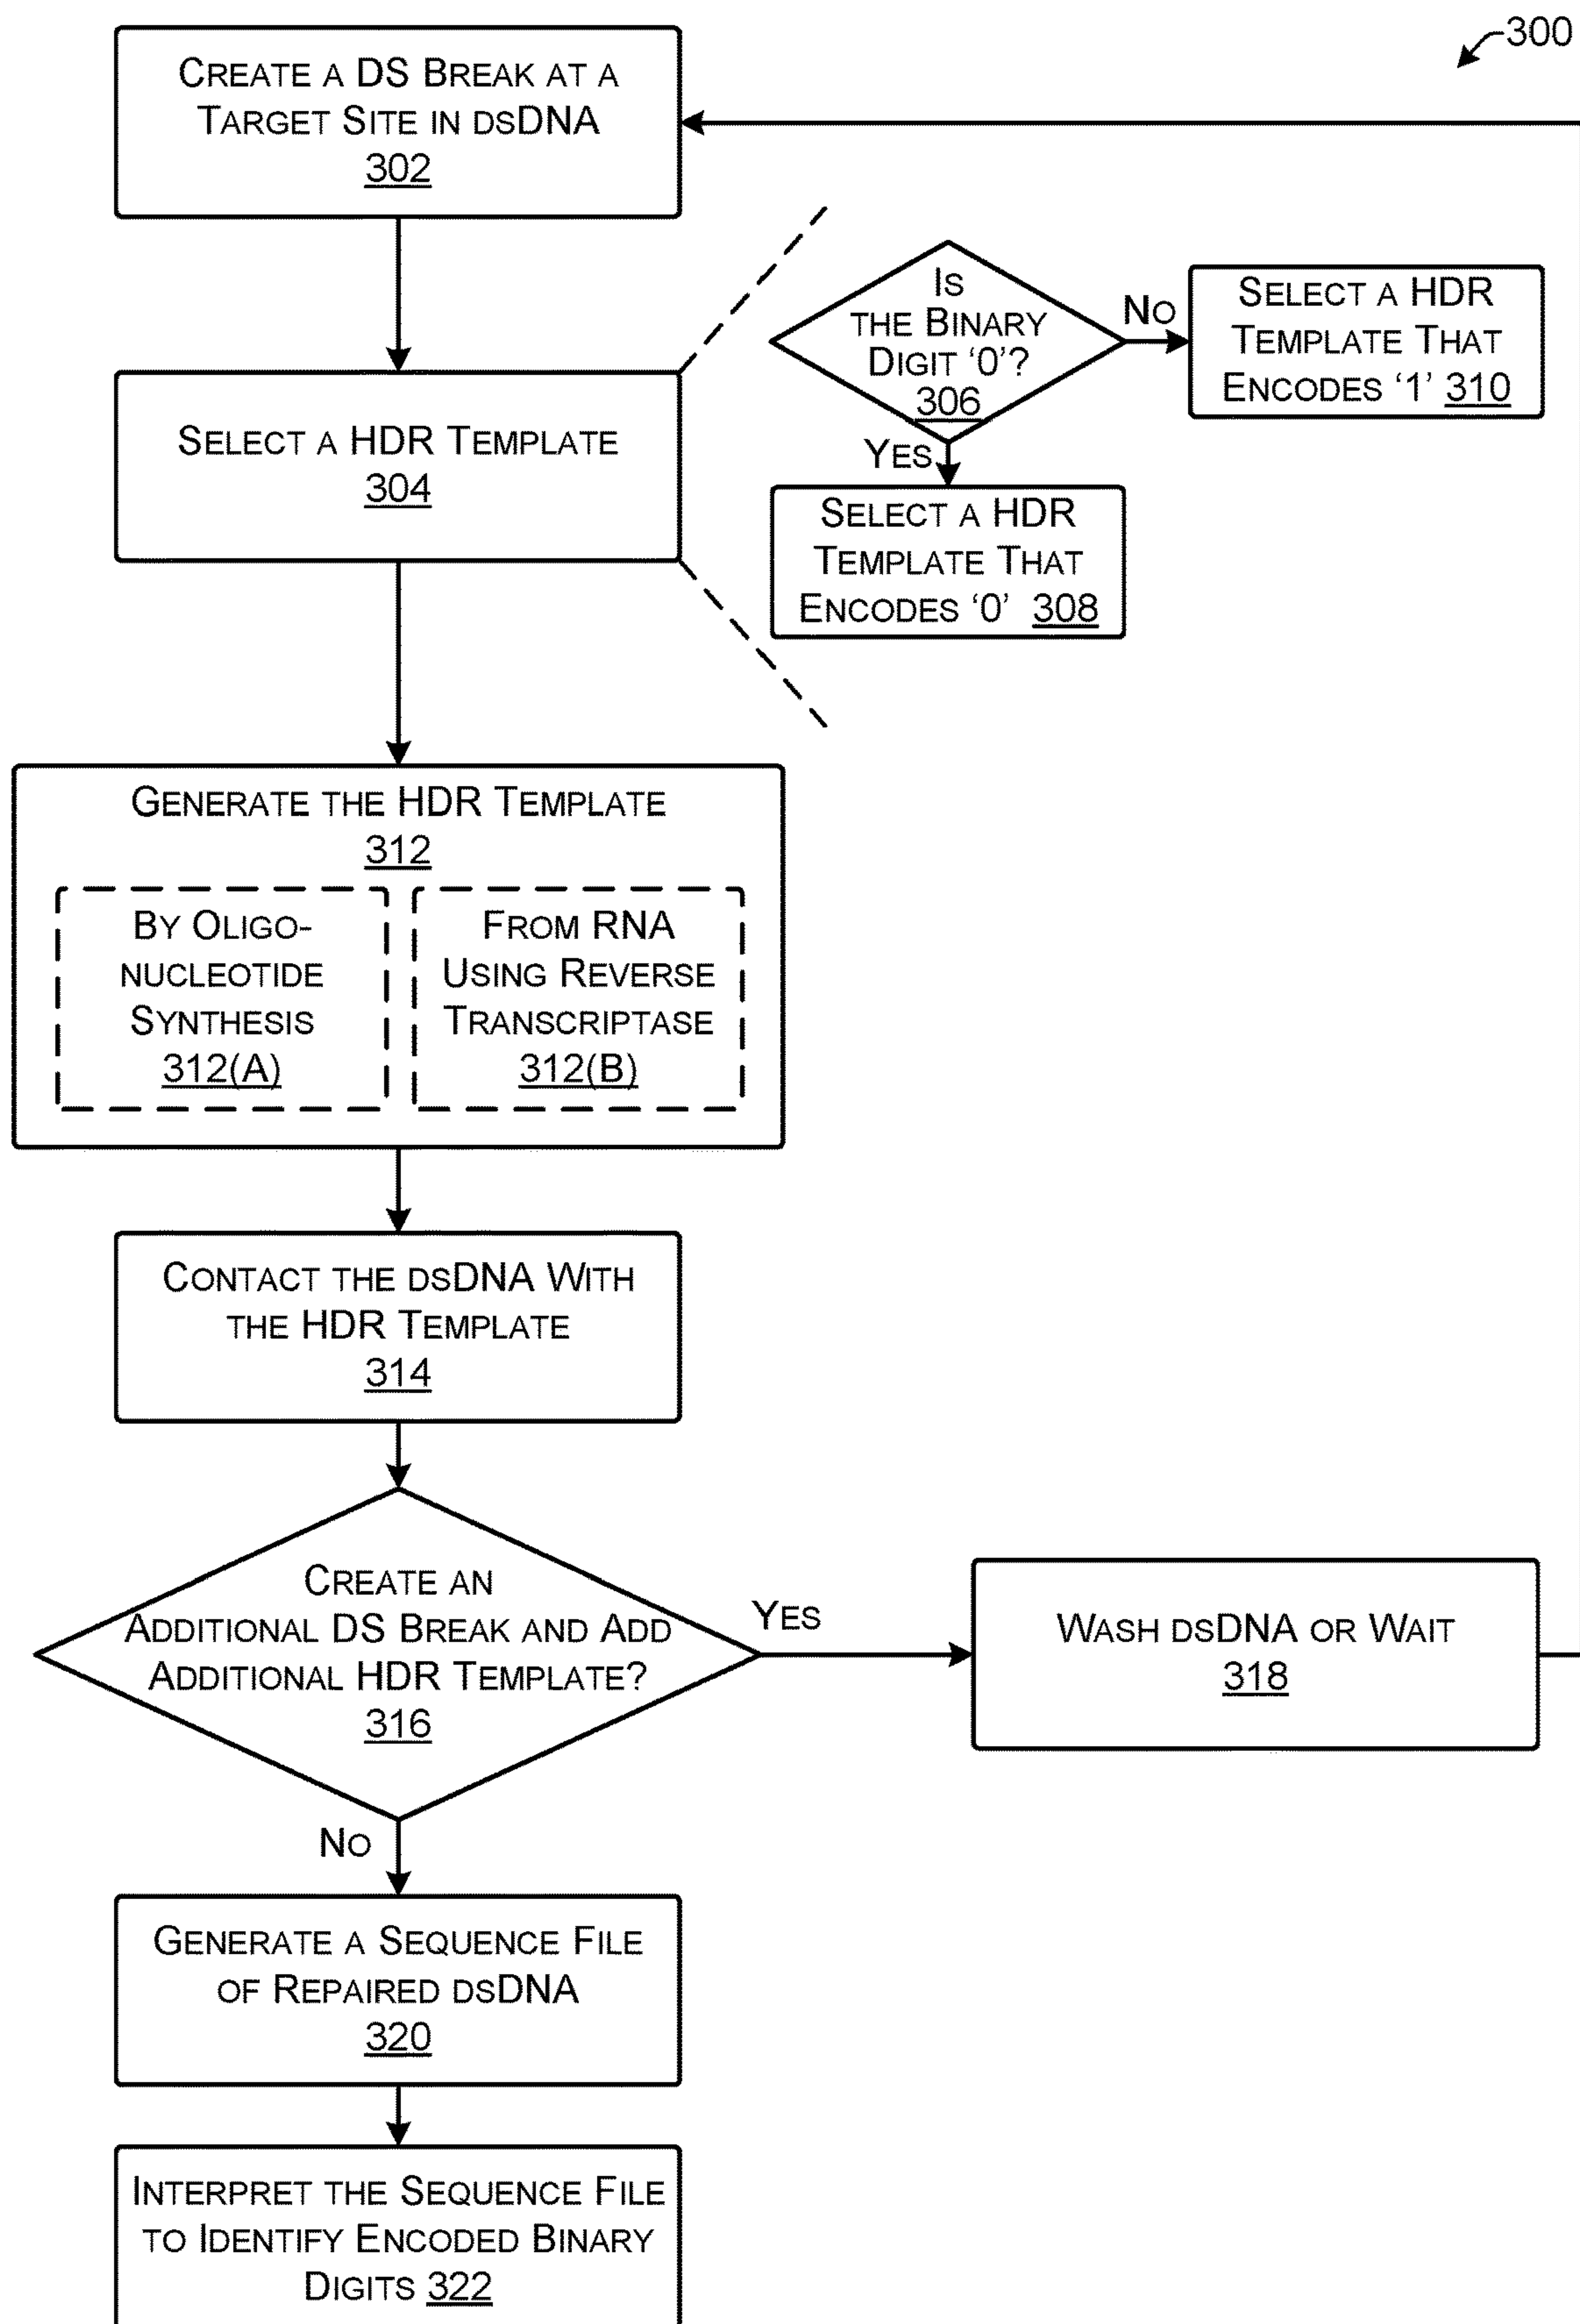 300
CREATE A DS BREAK AT A
TARGET SITE IN DSDNA
302
SELECT A HDR TEMPLATE
304
IS
THE BINARY
DIGIT ‘0’?
306
NO
YES
SELECT A HDR
TEMPLATE THAT
ENCODES ‘1’ 310
SELECT A HDR
TEMPLATE THAT
ENCODES ‘0’ 308
GENERATE THE HDR TEMPLATE
312
BY OLIGO-
NUCLEOTIDE
SYNTHESIS
312(A)
FROM RNA
USING REVERSE
TRANSCRIPTASE
312(B)
CONTACT THE DSDNA WITH
THE HDR TEMPLATE
314
CREATE AN
ADDITIONAL DS BREAK AND ADD
ADDITIONAL HDR TEMPLATE?
316
YES
WASH DSDNA OR WAIT
318
NO
GENERATE A SEQUENCE FILE
OF REPAIRED DSDNA
320
INTERPRET THE SEQUENCE FILE
TO IDENTIFY ENCODED BINARY
DIGITS 322